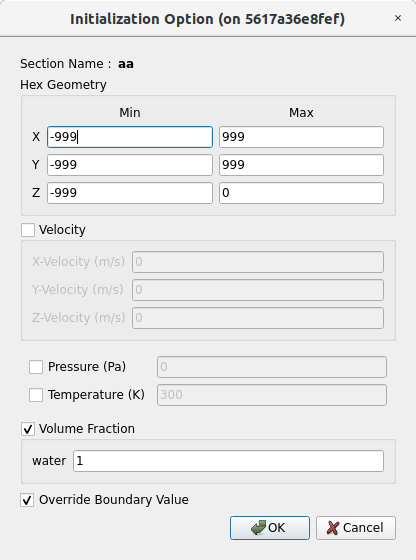 Initialization Option (on 5617a36e8fef)
×
Section Name : aa
Hex Geometry
Min Max
X -999 999
Y -999 999
Z -999 0
Velocity
X-Velocity (m/s) 0
Y-Velocity (m/s) 0
Z-Velocity (m/s) 0
Pressure (Pa) 0
Temperature (K) 300
Volume Fraction
water 1
Override Boundary Value
OK Cancel